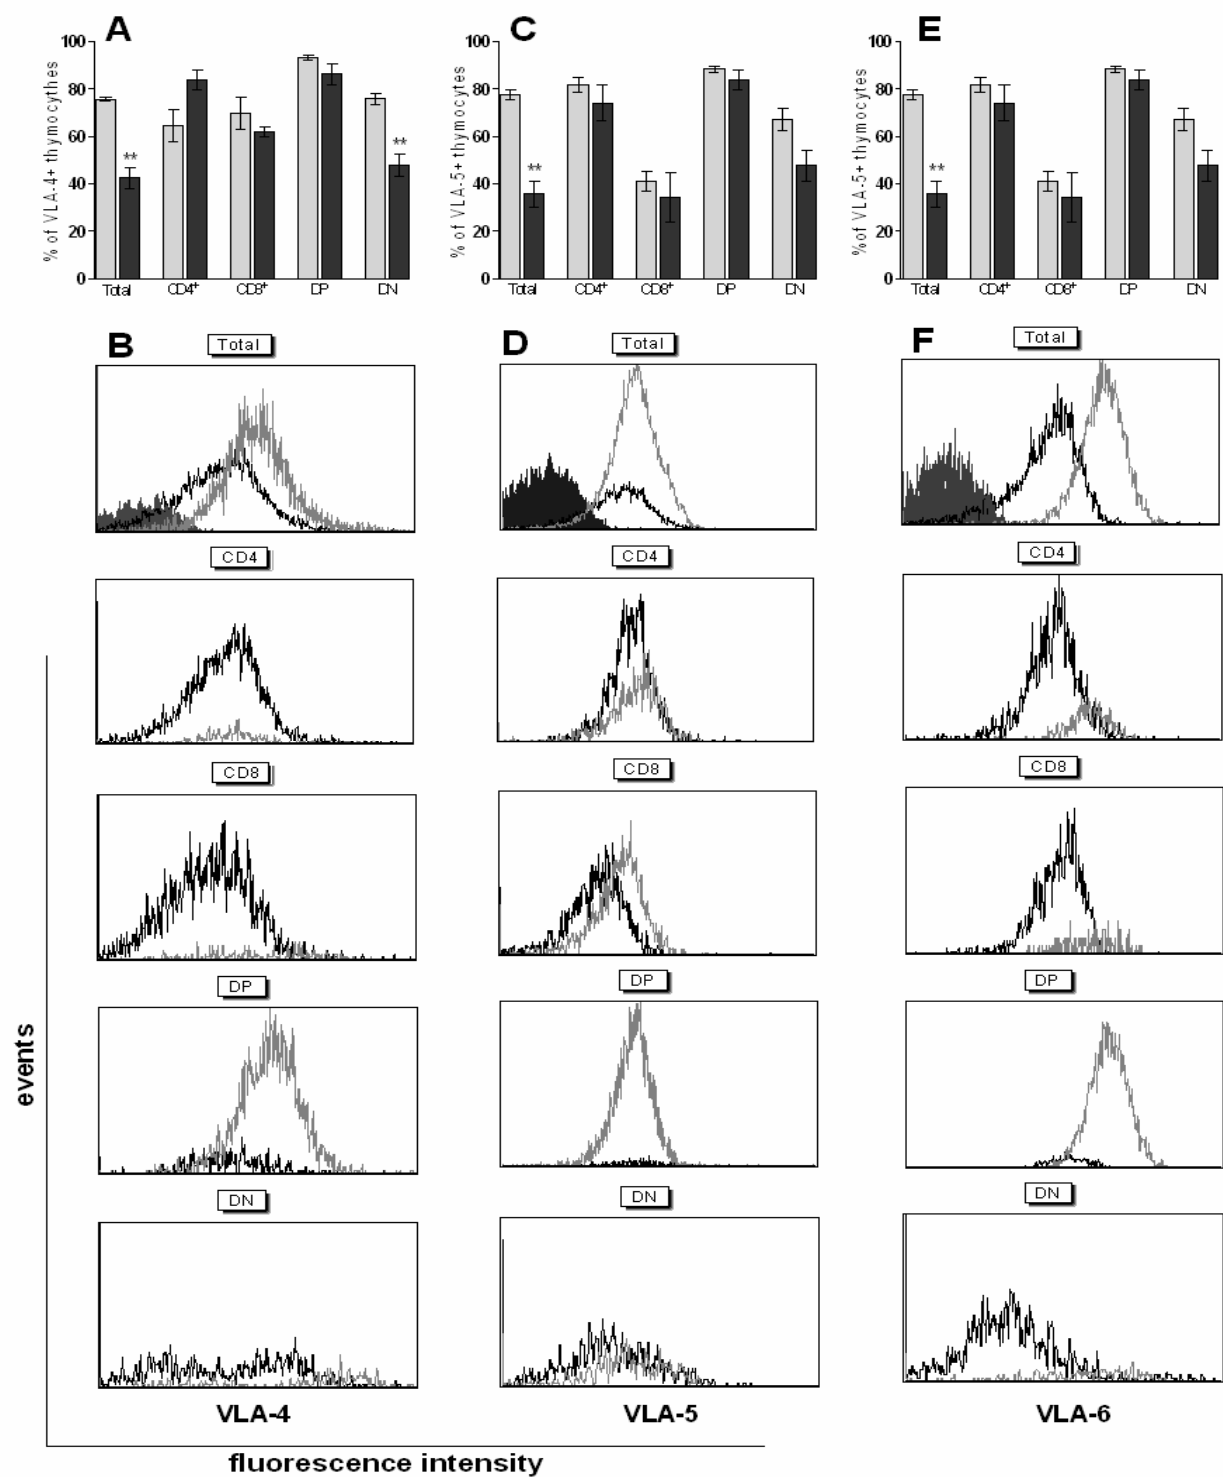 A
100
80
60
40
20
0
% of VLA-4+ thymocythes
**
**
Total
CD4+
CD8+
DP
DN
C
100
80
60
40
20
0
% of VLA-5+ thymocytes
**
Total
CD4+
CD8+
DP
DN
E
100
80
60
40
20
0
% of VLA-5+ thymocytes
**
Total
CD4+
CD8+
DP
DN
B
Total
D
Total
F
Total
CD4
CD4
CD4
CD8
CD8
CD8
DP
DP
DP
DN
DN
DN
events
VLA-4
VLA-5
VLA-6
fluorescence intensity